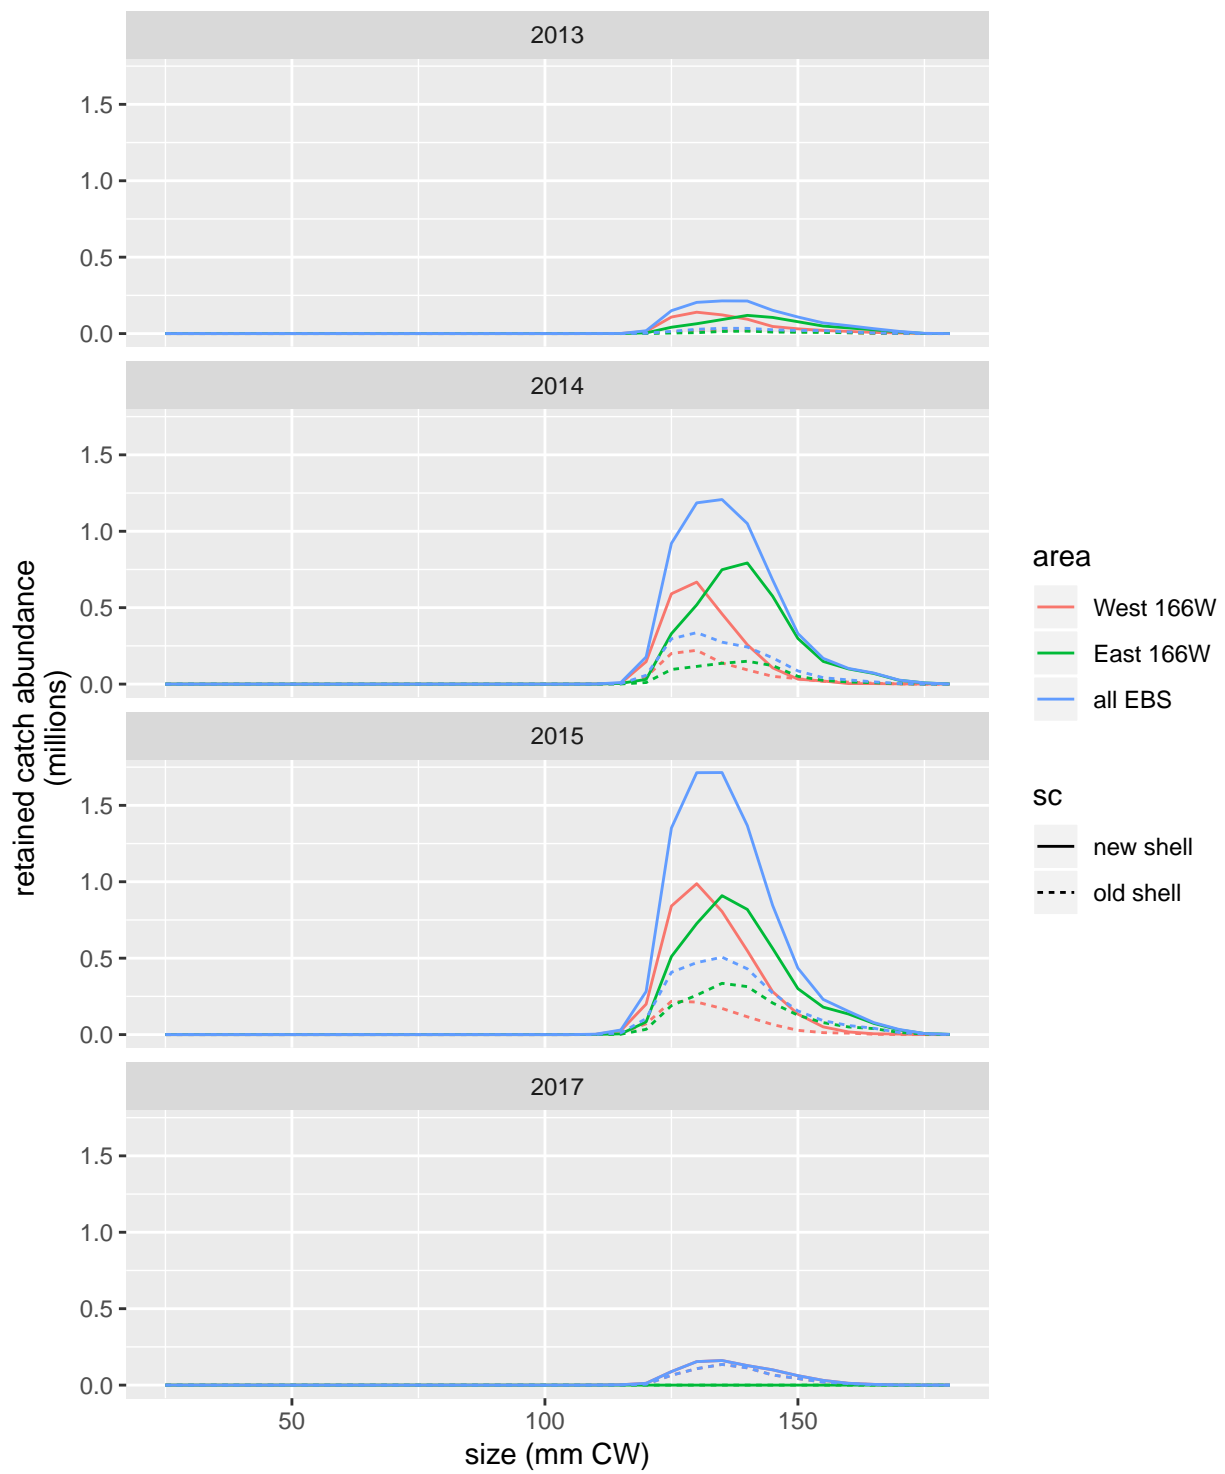 2013
1.5
1.0
0.5
0.0
2014
1.5
1.0
0.5
0.0
2015
1.5
1.0
0.5
0.0
2017
1.5
1.0
0.5
0.0
50
100
150
size (mm CW)
retained catch abundance
(millions)
area
West 166W
East 166W
all EBS
sc
new shell
old shell